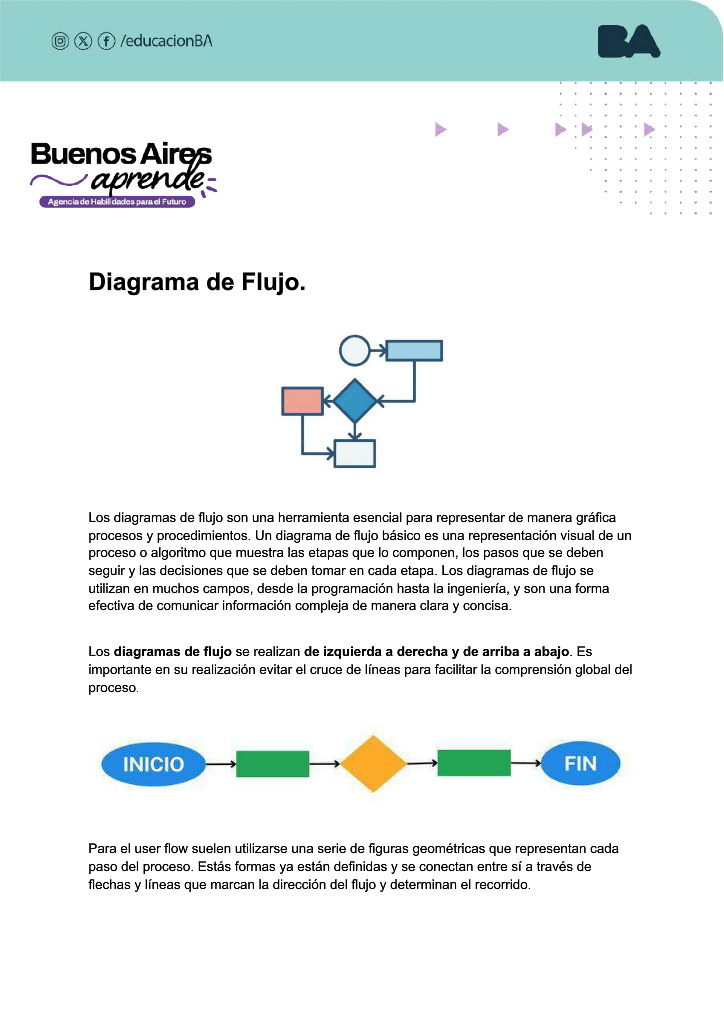 /educacionBA
BA
Buenos Aires
aprende
Agencia de Habilidades para el Futuro
Diagrama de Flujo.
Los diagramas de flujo son una herramienta esencial para representar de manera gráfica
procesos y procedimientos. Un diagrama de flujo básico es una representación visual de un
proceso o algoritmo que muestra las etapas que lo componen, los pasos que se deben
seguir y las decisiones que se deben tomar en cada etapa. Los diagramas de flujo se
utilizan en muchos campos, desde la programación hasta la ingeniería, y son una forma
efectiva de comunicar información compleja de manera clara y concisa.
Los diagramas de flujo se realizan de izquierda a derecha y de arriba a abajo. Es
importante en su realización evitar el cruce de líneas para facilitar la comprensión global del
proceso.
INICIO
FIN
Para el user flow suelen utilizarse una serie de figuras geométricas que representan cada
paso del proceso. Estás formas ya están definidas y se conectan entre sí a través de
flechas y líneas que marcan la dirección del flujo y determinan el recorrido.